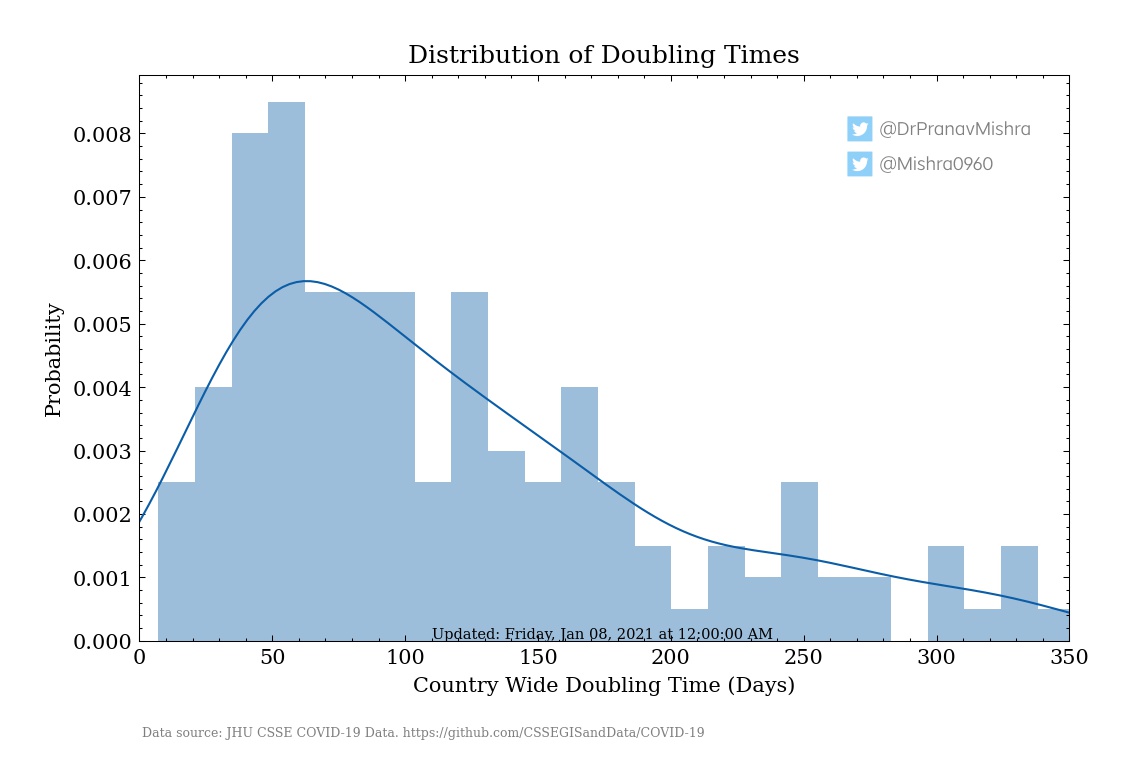 Distribution of Doubling Times
@DrPranavMishra
@Mishra0960
Probability
0.008
0.007
0.006
0.005
0.004
0.003
0.002
0.001
0.000
Updated: Friday, Jan 08, 2021 at 12:00:00 AM
0 50 100 150 200 250 300 350
Country Wide Doubling Time (Days)
Data source: JHU CSSE COVID-19 Data. https://github.com/CSSEGISandData/COVID-19